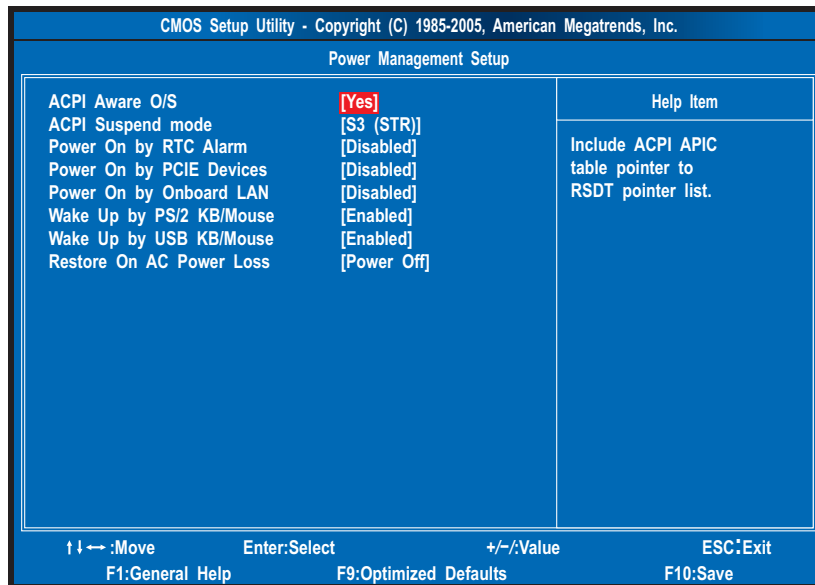 CMOS Setup Utility - Copyright (C) 1985-2005, American Megatrends, Inc.
Power Management Setup
ACPI Aware O/S [Yes]
ACPI Suspend mode [S3 (STR)]
Power On by RTC Alarm [Disabled]
Power On by PCIE Devices [Disabled]
Power On by Onboard LAN [Disabled]
Wake Up by PS/2 KB/Mouse [Enabled]
Wake Up by USB KB/Mouse [Enabled]
Restore On AC Power Loss [Power Off]
Help Item
Include ACPI APIC
table pointer to
RSDT pointer list.
↑↓←→ :Move Enter:Select +/−/:Value ESC:Exit
F1:General Help F9:Optimized Defaults F10:Save